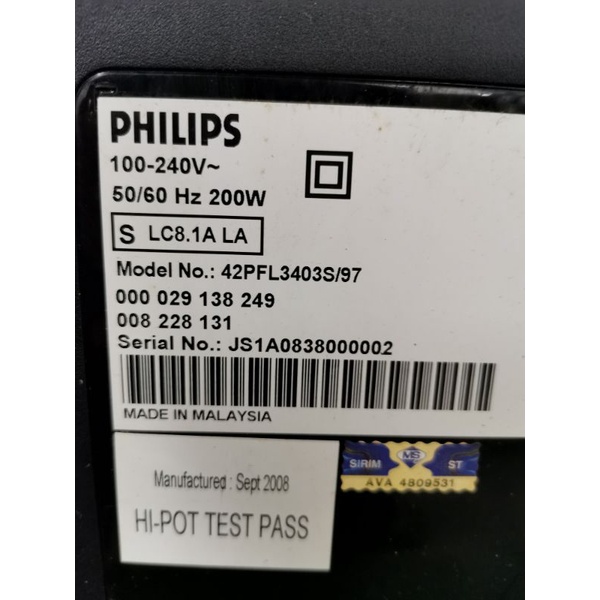 PHILIPS
100-240V~
50/60 Hz 200W
S LC8.1A LA
Model No.: 42PFL3403S/97
000 029 138 249
008 228 131
Serial No.: JS1A0838000002
MADE IN MALAYSIA
Manufactured : Sept 2008
HI-POT TEST PASS
SIRIM MS ST
AVA 4809531